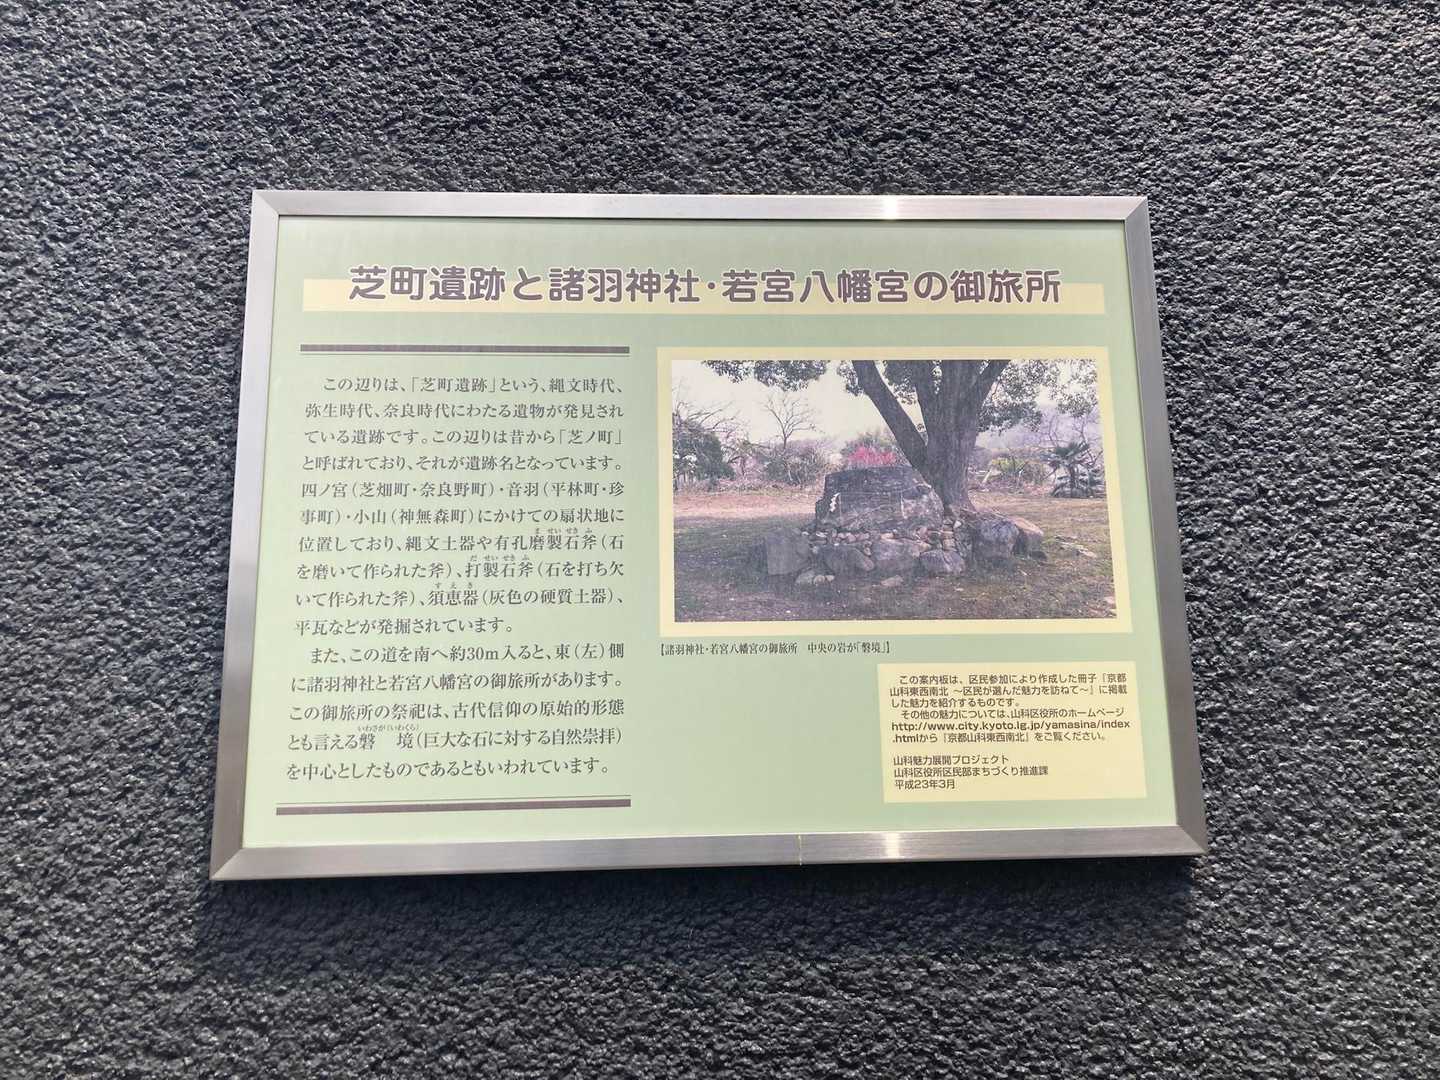 芝町遺跡と諸羽神社・若宮八幡宮の御旅所
この辺りは、「芝町遺跡」という、縄文時代、
弥生時代、奈良時代にわたる遺物が発見され
ている遺跡です。この辺りは昔から「芝ノ町」
と呼ばれており、それが遺跡名となっています。
四ノ宮（芝畑町・奈良野町）・音羽（平林町・珍
事町）・小山（神無森町）にかけての扇状地に
位置しており、縄文土器や有孔磨製石斧（石
を磨いて作られた斧）、打製石斧（石を打ち欠
いて作られた斧）、須恵器（灰色の硬質土器）、
平瓦などが発掘されています。
また、この道を南へ約30m入ると、東（左）側
に諸羽神社と若宮八幡宮の御旅所があります。
この御旅所の祭祀は、古代信仰の原始的形態
とも言える磐境（巨大な石に対する自然崇拝）
を中心としたものであるともいわれています。
【諸羽神社・若宮八幡宮の御旅所　中央の岩が「磐境」】
この案内板は、区民参加により作成した冊子『京都
山科東西南北　～区民が選んだ魅力を訪ねて～』に掲載
した魅力を紹介するものです。
その他の魅力については、山科区役所のホームページ
http://www.city.kyoto.lg.jp/yamasina/index
.htmlから『京都山科東西南北』をご覧ください。
山科魅力展開プロジェクト
山科区役所区民部まちづくり推進課
平成23年3月